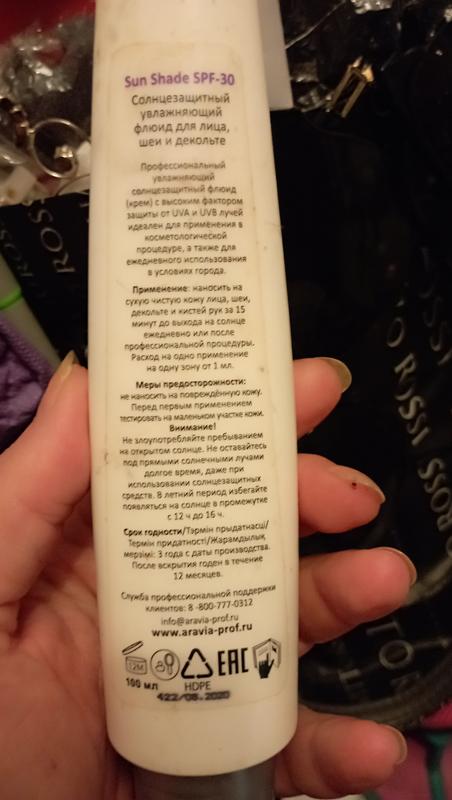 Sun Shade SPF-30
Солнцезащитный
увлажняющий
флюид для лица,
шеи и декольте
Профессиональный
увлажняющий
солнцезащитный флюид
(крем) с высоким фактором
защиты от UVA и UVB лучей
идеален для применения в
косметологической
процедуре, а также для
ежедневного использования
в условиях города.
Применение: наносить на
сухую чистую кожу лица, шеи,
декольте и кистей рук за 15
минут до выхода на солнце
ежедневно или после
профессиональной процедуры.
Расход на одно применение
на одну зону от 1 мл.
Меры предосторожности:
не наносить на повреждённую кожу.
Перед первым применением
тестировать на маленьком участке кожи.
Внимание!
Не злоупотребляйте пребыванием
на открытом солнце. Не оставайтесь
под прямыми солнечными лучами
долгое время, даже при
использовании солнцезащитных
средств. В летний период избегайте
появляться на солнце в промежутке
с 12 ч до 16 ч.
Срок годности/Тэрмін прыдатнасці/
Термін придатності/Жарамдылық
мерзімі: 3 года с даты производства.
После вскрытия годен в течение
12 месяцев.
Служба профессиональной поддержки
клиентов: 8 -800-777-0312
info@aravia-prof.ru
www.aravia-prof.ru
12M
EAC
100 мл
HDPE
422/08.2020
ROSSI
ROSS